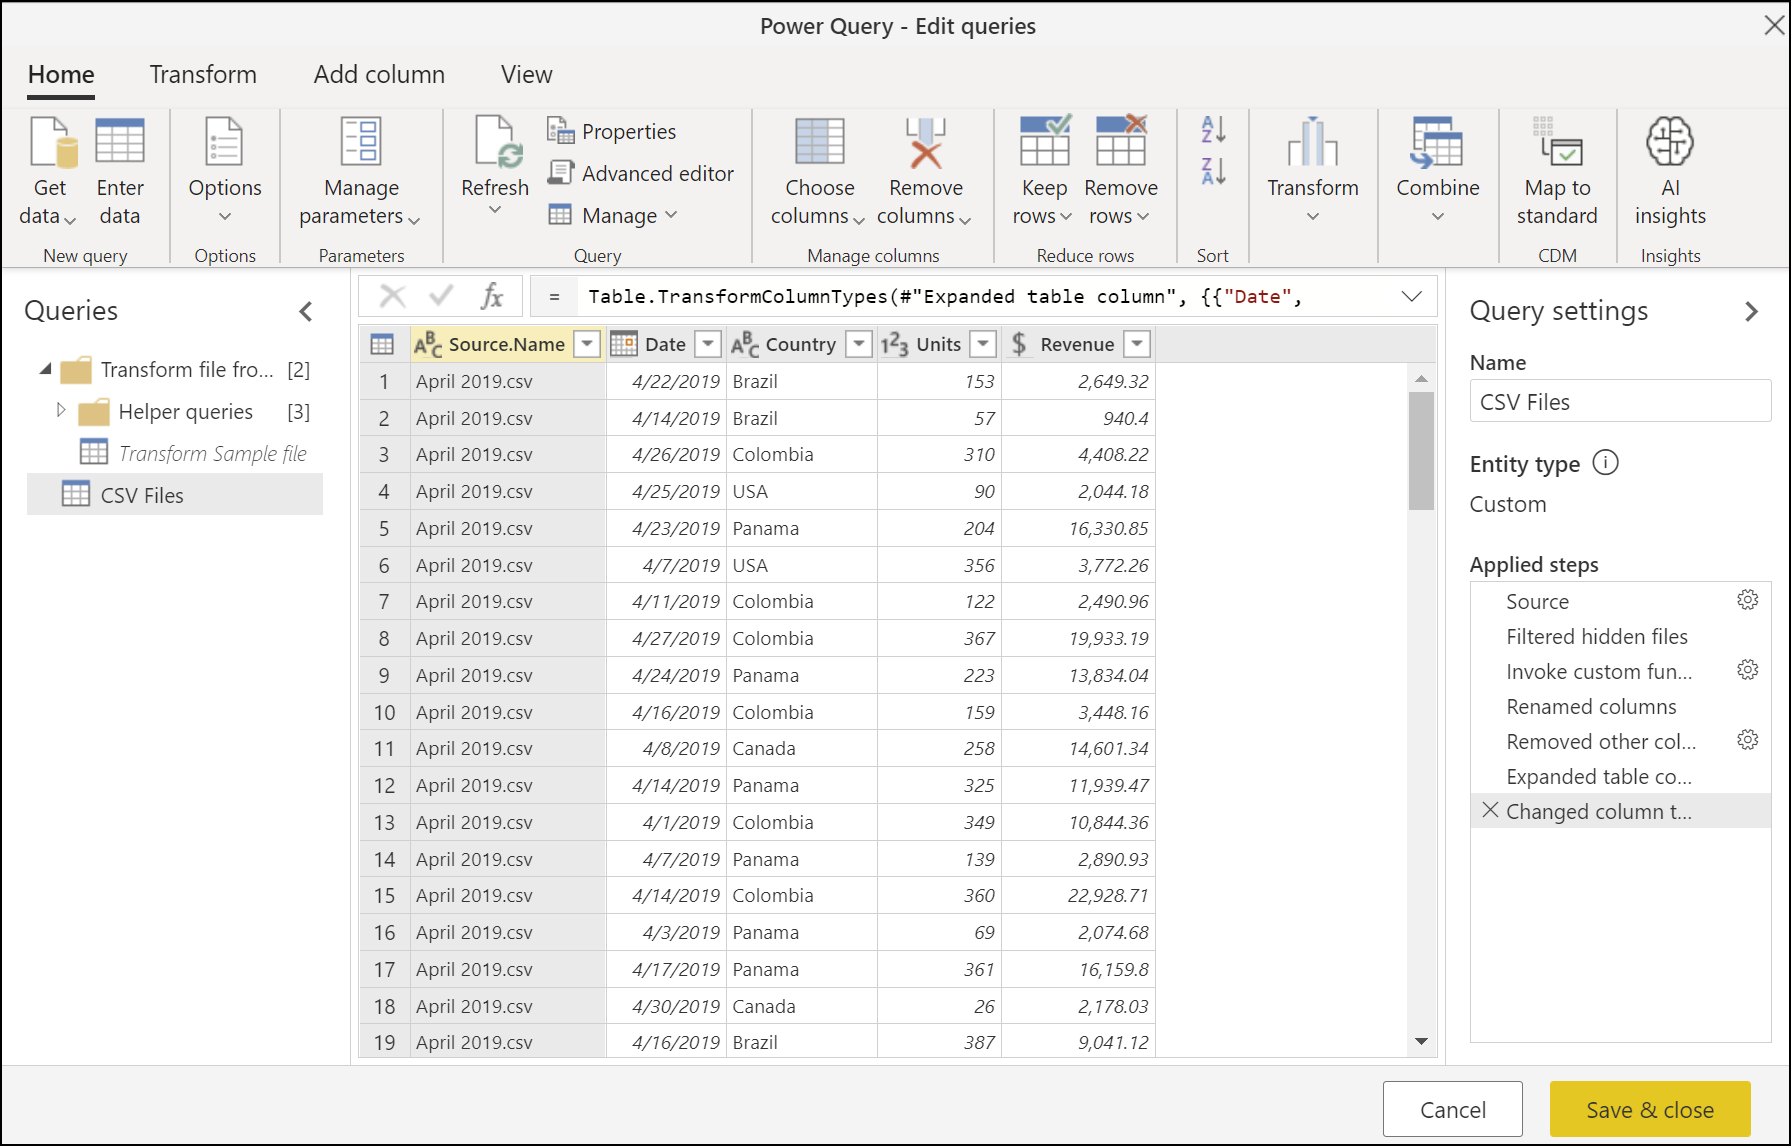 Power Query - Edit queries
Home Transform Add column View
Get data Enter data
New query
Options
Options
Manage parameters
Parameters
Refresh
Properties
Advanced editor
Manage
Query
Choose columns Remove columns
Manage columns
Keep rows Remove rows
Reduce rows
A Z
Z A
Sort
Transform
Combine
Map to standard
CDM
AI insights
Insights
Queries
Transform file fro... [2]
Helper queries [3]
Transform Sample file
CSV Files
fx = Table.TransformColumnTypes(#"Expanded table column", {{"Date",
ABC Source.Name Date ABC Country 123 Units $ Revenue
1 April 2019.csv 4/22/2019 Brazil 153 2,649.32
2 April 2019.csv 4/14/2019 Brazil 57 940.4
3 April 2019.csv 4/26/2019 Colombia 310 4,408.22
4 April 2019.csv 4/25/2019 USA 90 2,044.18
5 April 2019.csv 4/23/2019 Panama 204 16,330.85
6 April 2019.csv 4/7/2019 USA 356 3,772.26
7 April 2019.csv 4/11/2019 Colombia 122 2,490.96
8 April 2019.csv 4/27/2019 Colombia 367 19,933.19
9 April 2019.csv 4/24/2019 Panama 223 13,834.04
10 April 2019.csv 4/16/2019 Colombia 159 3,448.16
11 April 2019.csv 4/8/2019 Canada 258 14,601.34
12 April 2019.csv 4/14/2019 Panama 325 11,939.47
13 April 2019.csv 4/1/2019 Colombia 349 10,844.36
14 April 2019.csv 4/7/2019 Panama 139 2,890.93
15 April 2019.csv 4/14/2019 Colombia 360 22,928.71
16 April 2019.csv 4/3/2019 Panama 69 2,074.68
17 April 2019.csv 4/17/2019 Panama 361 16,159.8
18 April 2019.csv 4/30/2019 Canada 26 2,178.03
19 April 2019.csv 4/16/2019 Brazil 387 9,041.12
Query settings
Name
CSV Files
Entity type
Custom
Applied steps
Source
Filtered hidden files
Invoke custom fun...
Renamed columns
Removed other col...
Expanded table co...
Changed column t...
Cancel Save & close